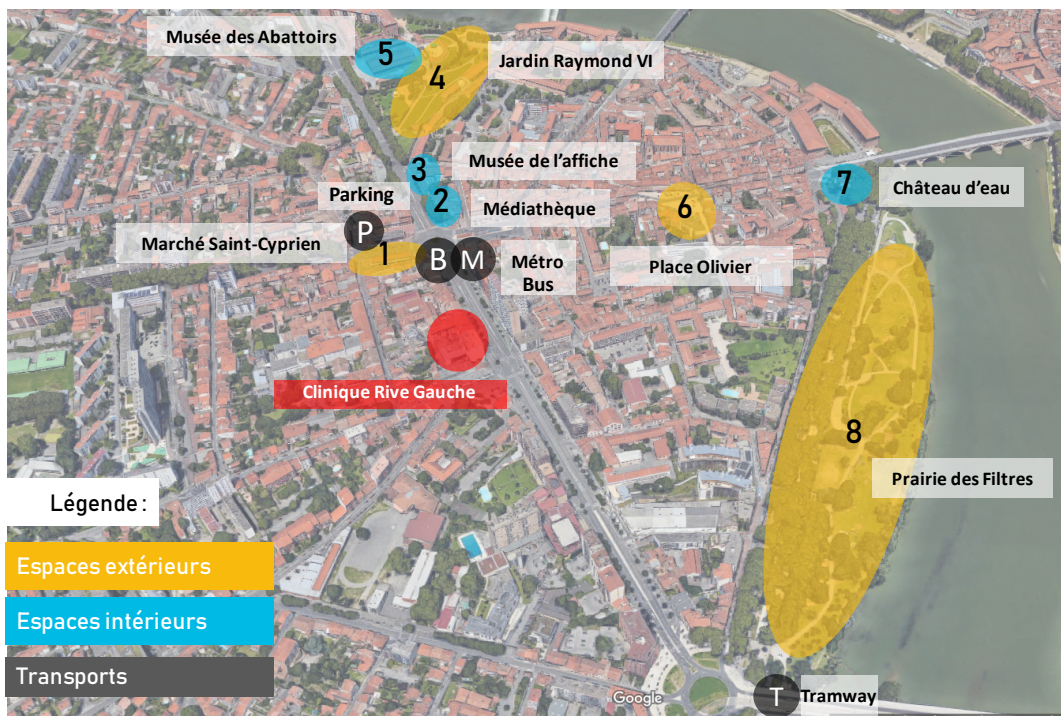 Musée des Abattoirs
5
4
Jardin Raymond VI
3
Musée de l'affiche
Parking
2
Médiathèque
6
7
Château d'eau
Marché Saint-Cyprien
P
1
B
M
Métro
Bus
Place Olivier
Clinique Rive Gauche
8
Prairie des Filtres
Légende :
Espaces extérieurs
Espaces intérieurs
Transports
Google
T
Tramway